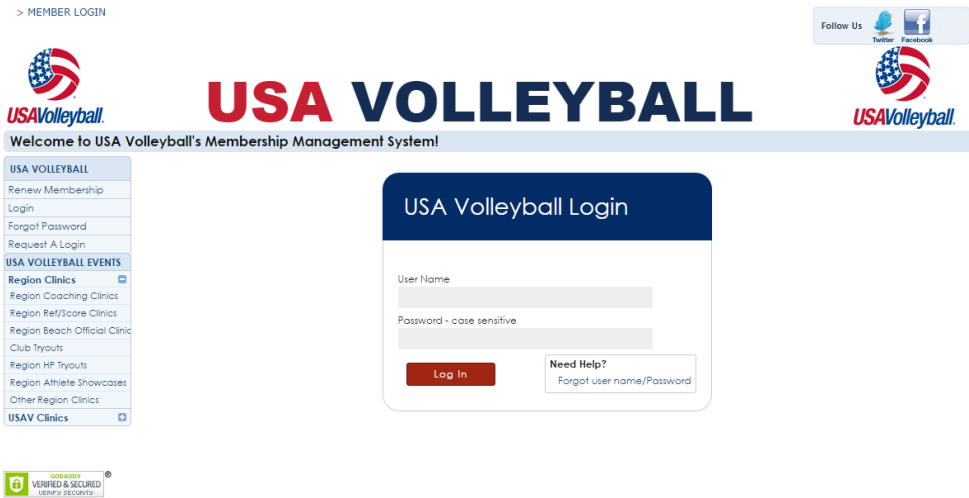 > MEMBER LOGIN
Follow Us
Twitter Facebook
USAVolleyball.
USA VOLLEYBALL
USAVolleyball.
Welcome to USA Volleyball's Membership Management System!
USA VOLLEYBALL
Renew Membership
Login
Forgot Password
Request A Login
USA VOLLEYBALL EVENTS
Region Clinics
Region Coaching Clinics
Region Ref/Score Clinics
Region Beach Official Clinic
Club Tryouts
Region HP Tryouts
Region Athlete Showcases
Other Region Clinics
USAV Clinics
USA Volleyball Login
User Name
Password - case sensitive
Log In
Need Help?
Forgot user name/Password
GODADDY
VERIFIED & SECURED
VERIFY SECURITY
®